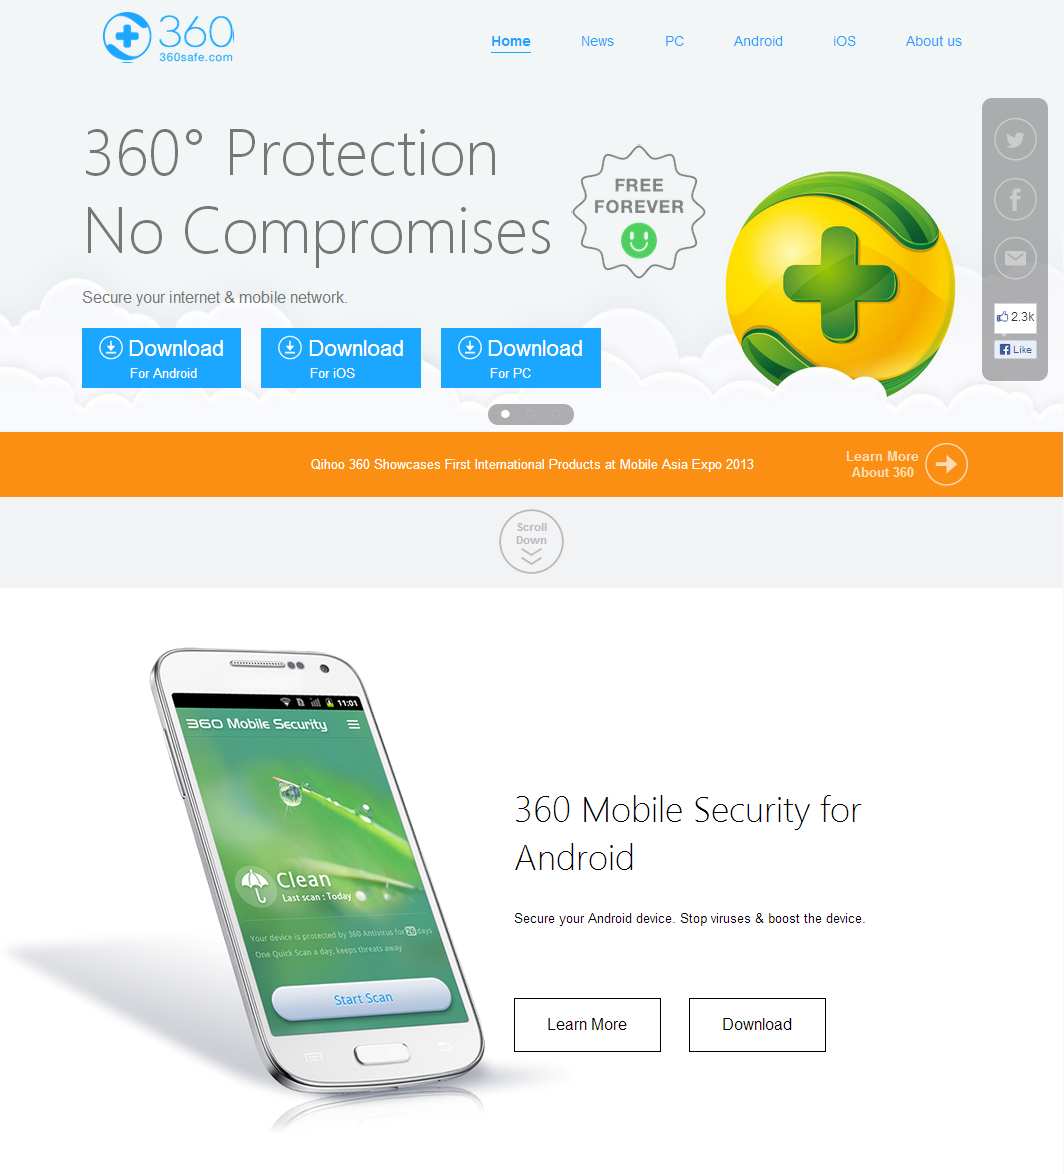 360
360safe.com
Home
News
PC
Android
iOS
About us
360° Protection
No Compromises
FREE
FOREVER
Secure your internet & mobile network.
Download
For Android
Download
For iOS
Download
For PC
2.3k
Like
Qihoo 360 Showcases First International Products at Mobile Asia Expo 2013
Learn More
About 360
Scroll
Down
11:01
360 Mobile Security
Clean
Last scan : Today
Your device is protected by 360 Antivirus for 26 days
One Quick Scan a day, keeps threats away
Start Scan
360 Mobile Security for
Android
Secure your Android device. Stop viruses & boost the device.
Learn More
Download